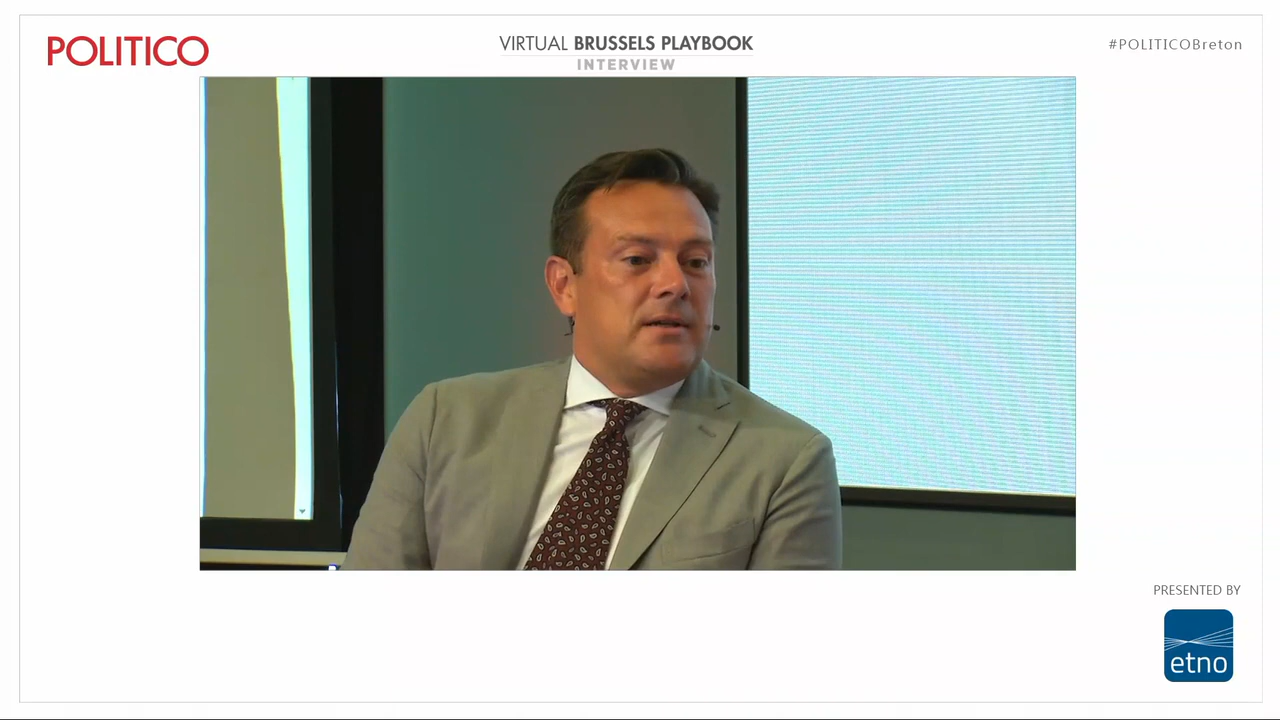 POLITICO
VIRTUAL BRUSSELS PLAYBOOK
INTERVIEW
#POLITICOBreton
PRESENTED BY
etno